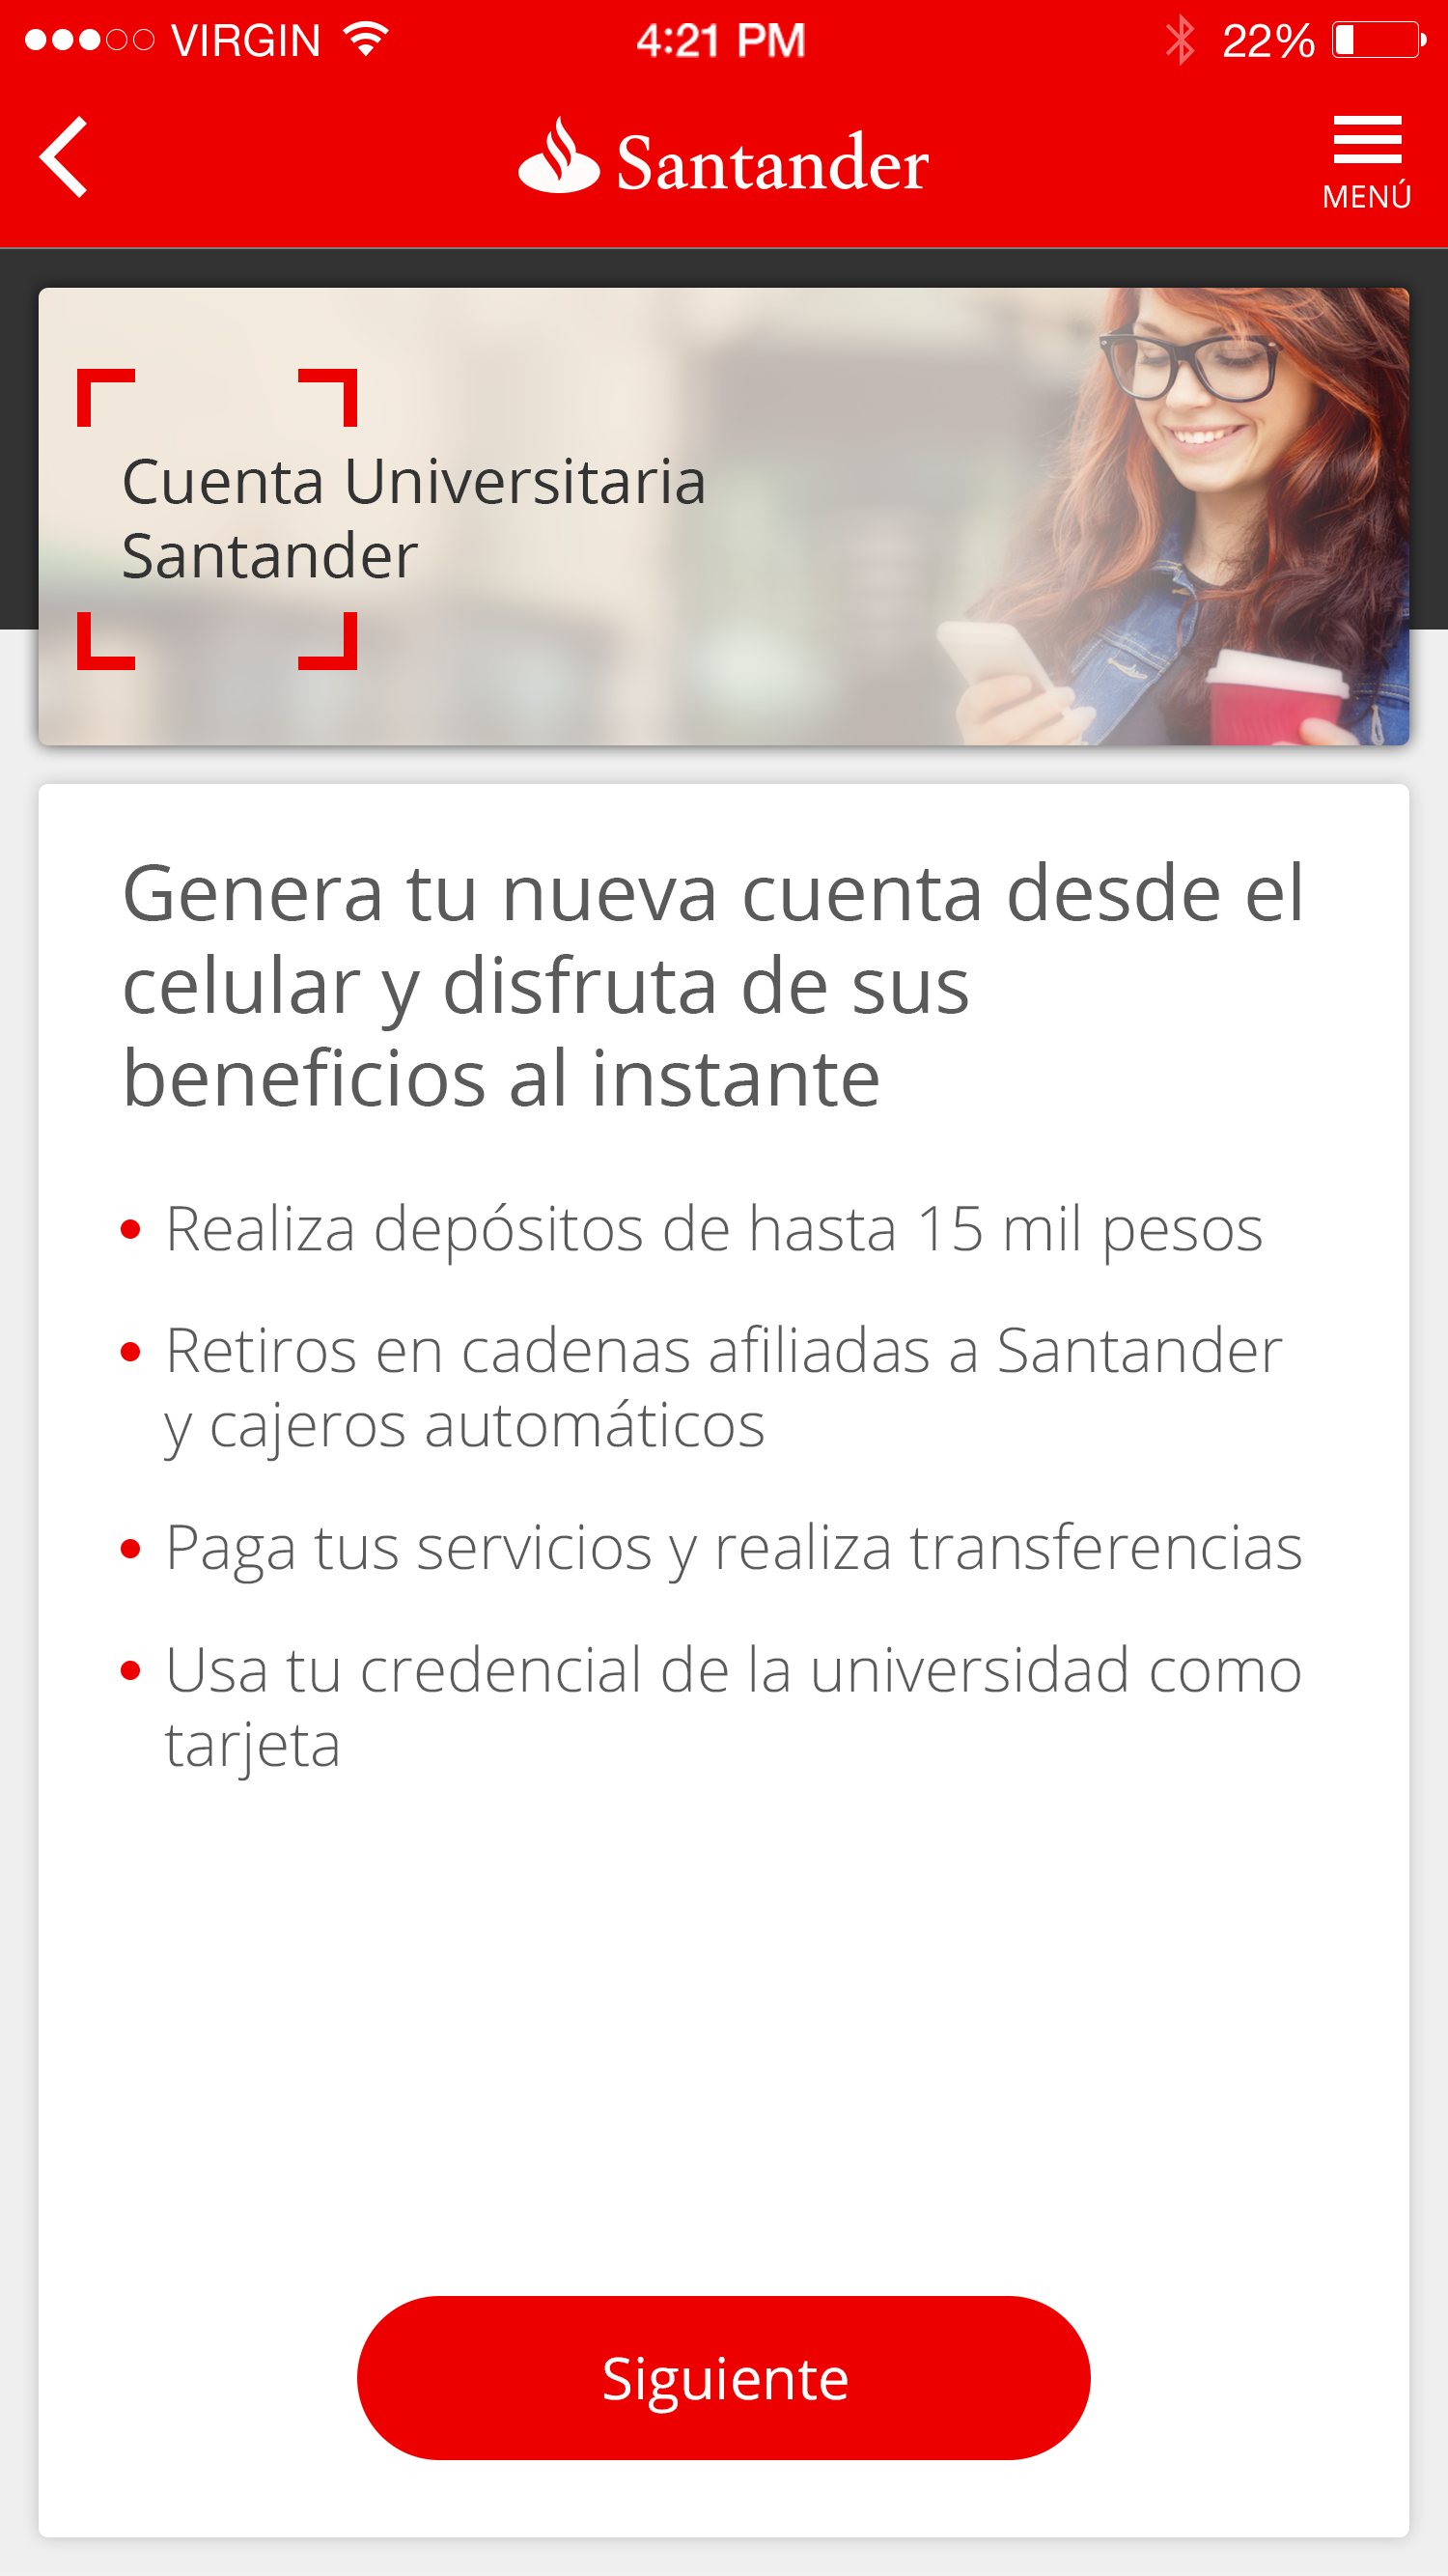 VIRGIN 4:21 PM 22%
Santander
MENÚ
Cuenta Universitaria
Santander
Genera tu nueva cuenta desde el
celular y disfruta de sus
beneficios al instante
Realiza depósitos de hasta 15 mil pesos
Retiros en cadenas afiliadas a Santander
y cajeros automáticos
Paga tus servicios y realiza transferencias
Usa tu credencial de la universidad como
tarjeta
Siguiente